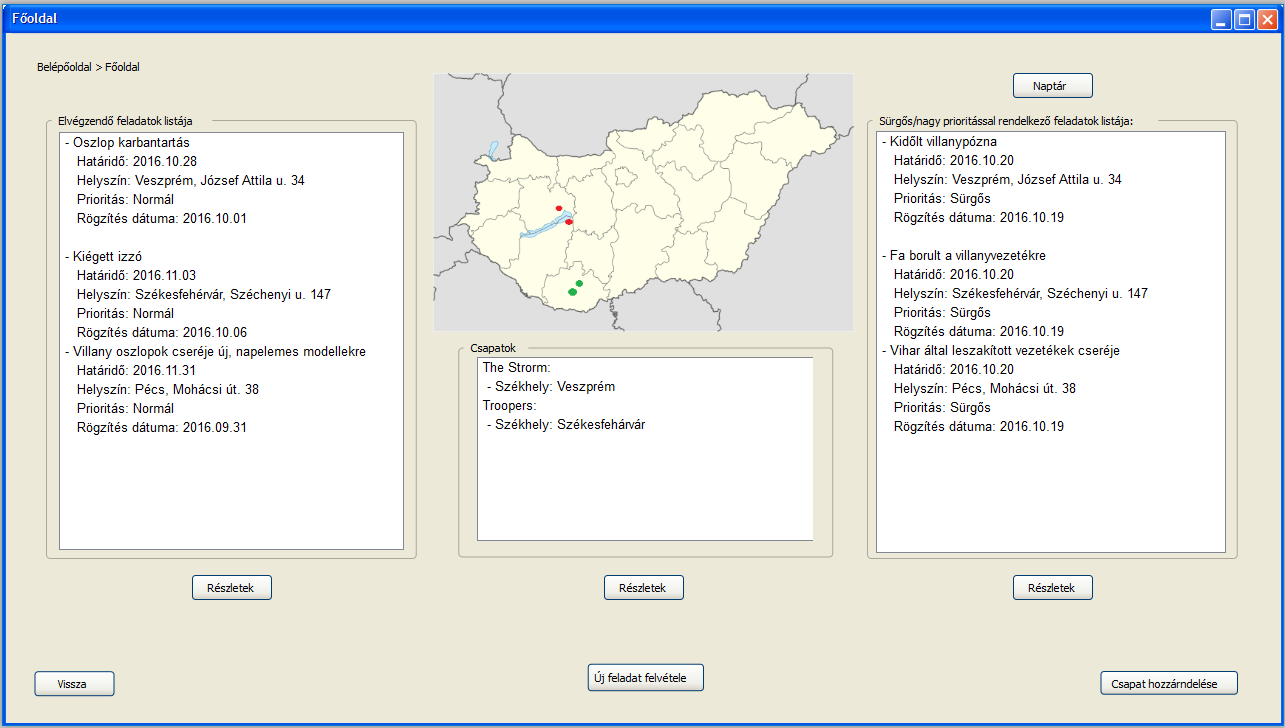 Főoldal
Belépőoldal > Főoldal
Naptár
Elvégzendő feladatok listája
- Oszlop karbantartás
Határidő: 2016.10.28
Helyszín: Veszprém, József Attila u. 34
Prioritás: Normál
Rögzítés dátuma: 2016.10.01
- Kiégett izzó
Határidő: 2016.11.03
Helyszín: Székesfehérvár, Széchenyi u. 147
Prioritás: Normál
Rögzítés dátuma: 2016.10.06
- Villany oszlopok cseréje új, napelemes modellekre
Határidő: 2016.11.31
Helyszín: Pécs, Mohácsi út. 38
Prioritás: Normál
Rögzítés dátuma: 2016.09.31
Részletek
Csapatok
The Strorm:
- Székhely: Veszprém
Troopers:
- Székhely: Székesfehárvár
Részletek
Sürgős/nagy prioritással rendelkező feladatok listája:
- Kidőlt villanypózna
Határidő: 2016.10.20
Helyszín: Veszprém, József Attila u. 34
Prioritás: Sürgős
Rögzítés dátuma: 2016.10.19
- Fa borult a villanyvezetékre
Határidő: 2016.10.20
Helyszín: Székesfehérvár, Széchenyi u. 147
Prioritás: Sürgős
Rögzítés dátuma: 2016.10.19
- Vihar által leszakított vezetékek cseréje
Határidő: 2016.10.20
Helyszín: Pécs, Mohácsi út. 38
Prioritás: Sürgős
Rögzítés dátuma: 2016.10.19
Részletek
Vissza
Új feladat felvétele
Csapat hozzárndelése